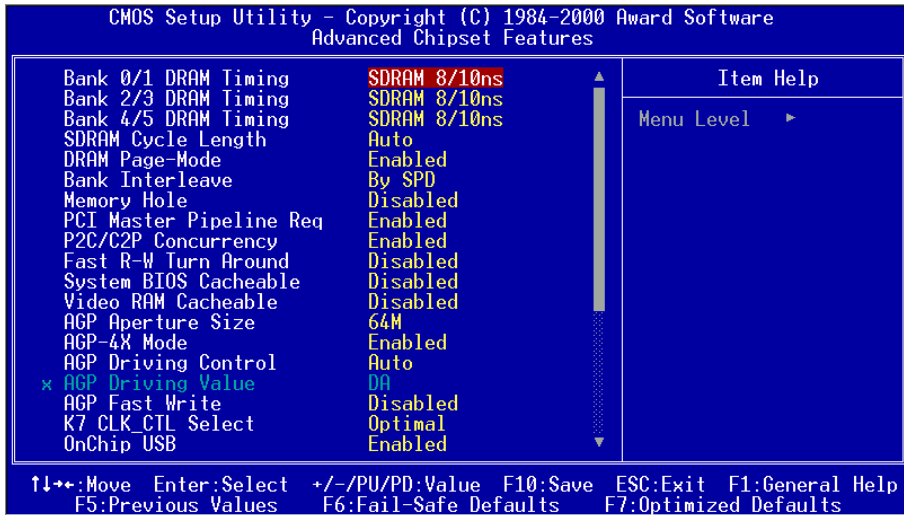 CMOS Setup Utility – Copyright (C) 1984-2000 Award Software
Advanced Chipset Features
Bank 0/1 DRAM Timing SDRAM 8/10ns
Bank 2/3 DRAM Timing SDRAM 8/10ns
Bank 4/5 DRAM Timing SDRAM 8/10ns
SDRAM Cycle Length Auto
DRAM Page-Mode Enabled
Bank Interleave By SPD
Memory Hole Disabled
PCI Master Pipeline Req Enabled
P2C/C2P Concurrency Enabled
Fast R-W Turn Around Disabled
System BIOS Cacheable Disabled
Video RAM Cacheable Disabled
AGP Aperture Size 64M
AGP-4X Mode Enabled
AGP Driving Control Auto
x AGP Driving Value DA
AGP Fast Write Disabled
K7 CLK_CTL Select Optimal
OnChip USB Enabled
Item Help
Menu Level ►
↑↓→←:Move Enter:Select +/-/PU/PD:Value F10:Save ESC:Exit F1:General Help
F5:Previous Values F6:Fail-Safe Defaults F7:Optimized Defaults